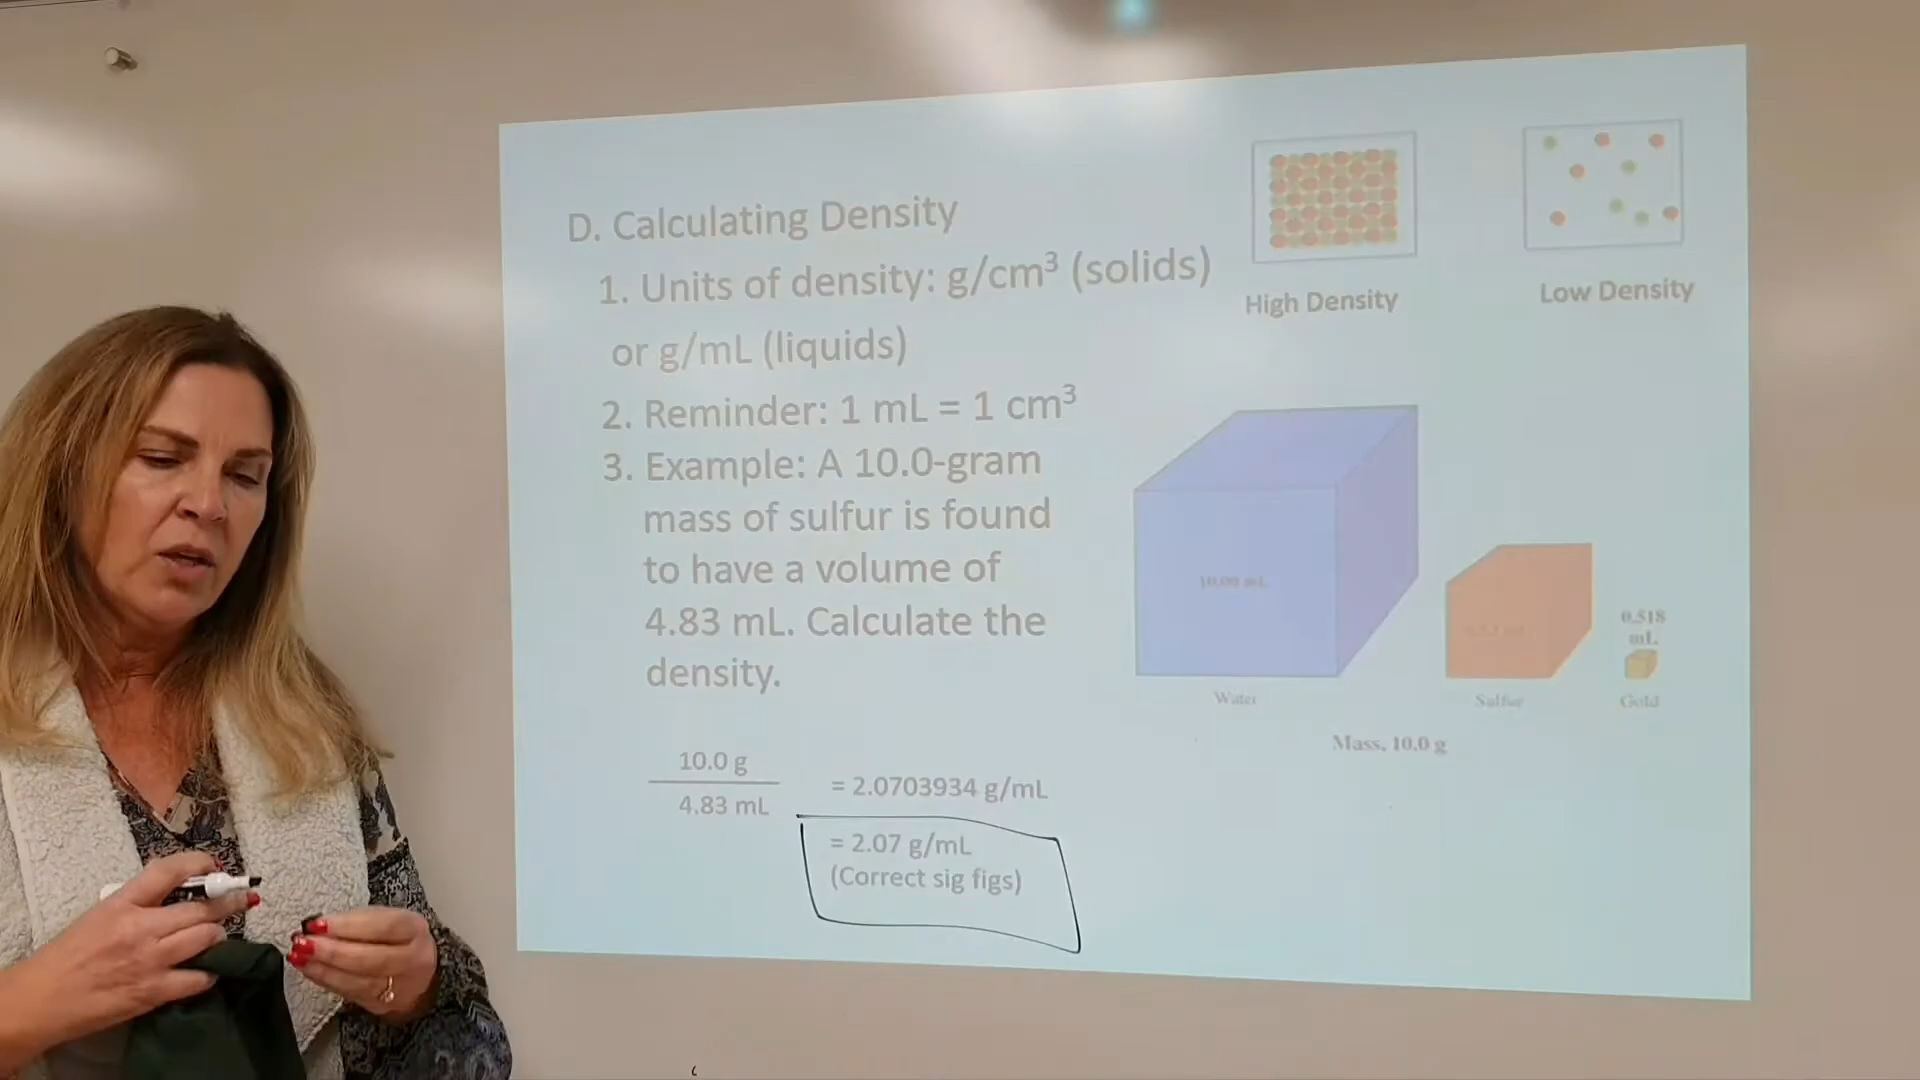 D. Calculating Density
1. Units of density: g/cm³ (solids)
or g/mL (liquids)
2. Reminder: 1 mL = 1 cm³
3. Example: A 10.0-gram
mass of sulfur is found
to have a volume of
4.83 mL. Calculate the
density.
10.0 g
4.83 mL
= 2.0703934 g/mL
= 2.07 g/mL
(Correct sig figs)
High Density
Low Density
10.00 mL
0.518
mL
Water
Sulfur
Gold
Mass, 10.0 g